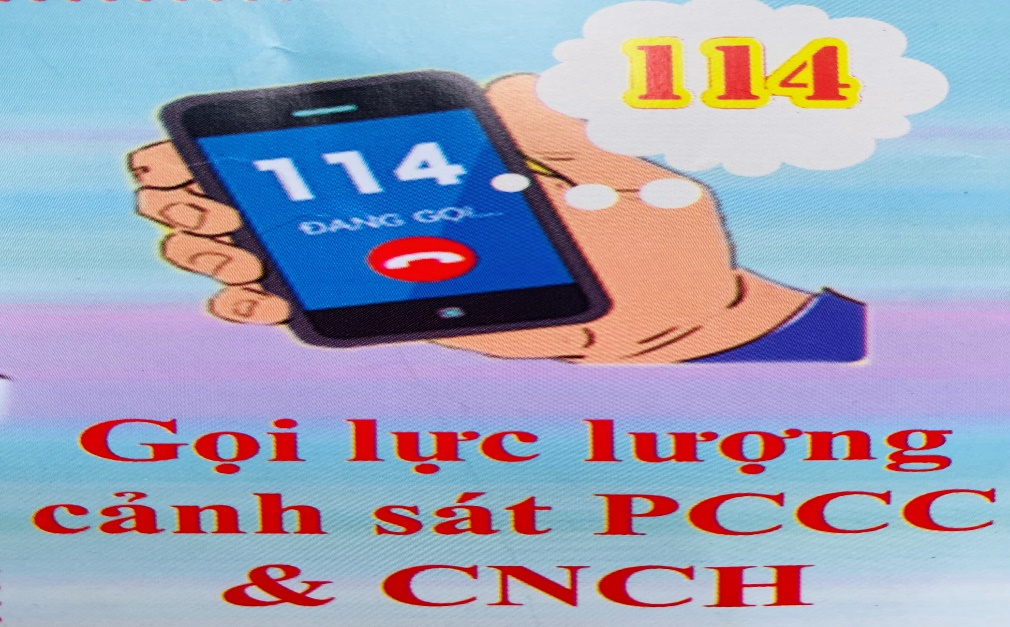 114
114
ĐANG GỌI...
Gọi lực lượng
cảnh sát PCCC
& CNCH